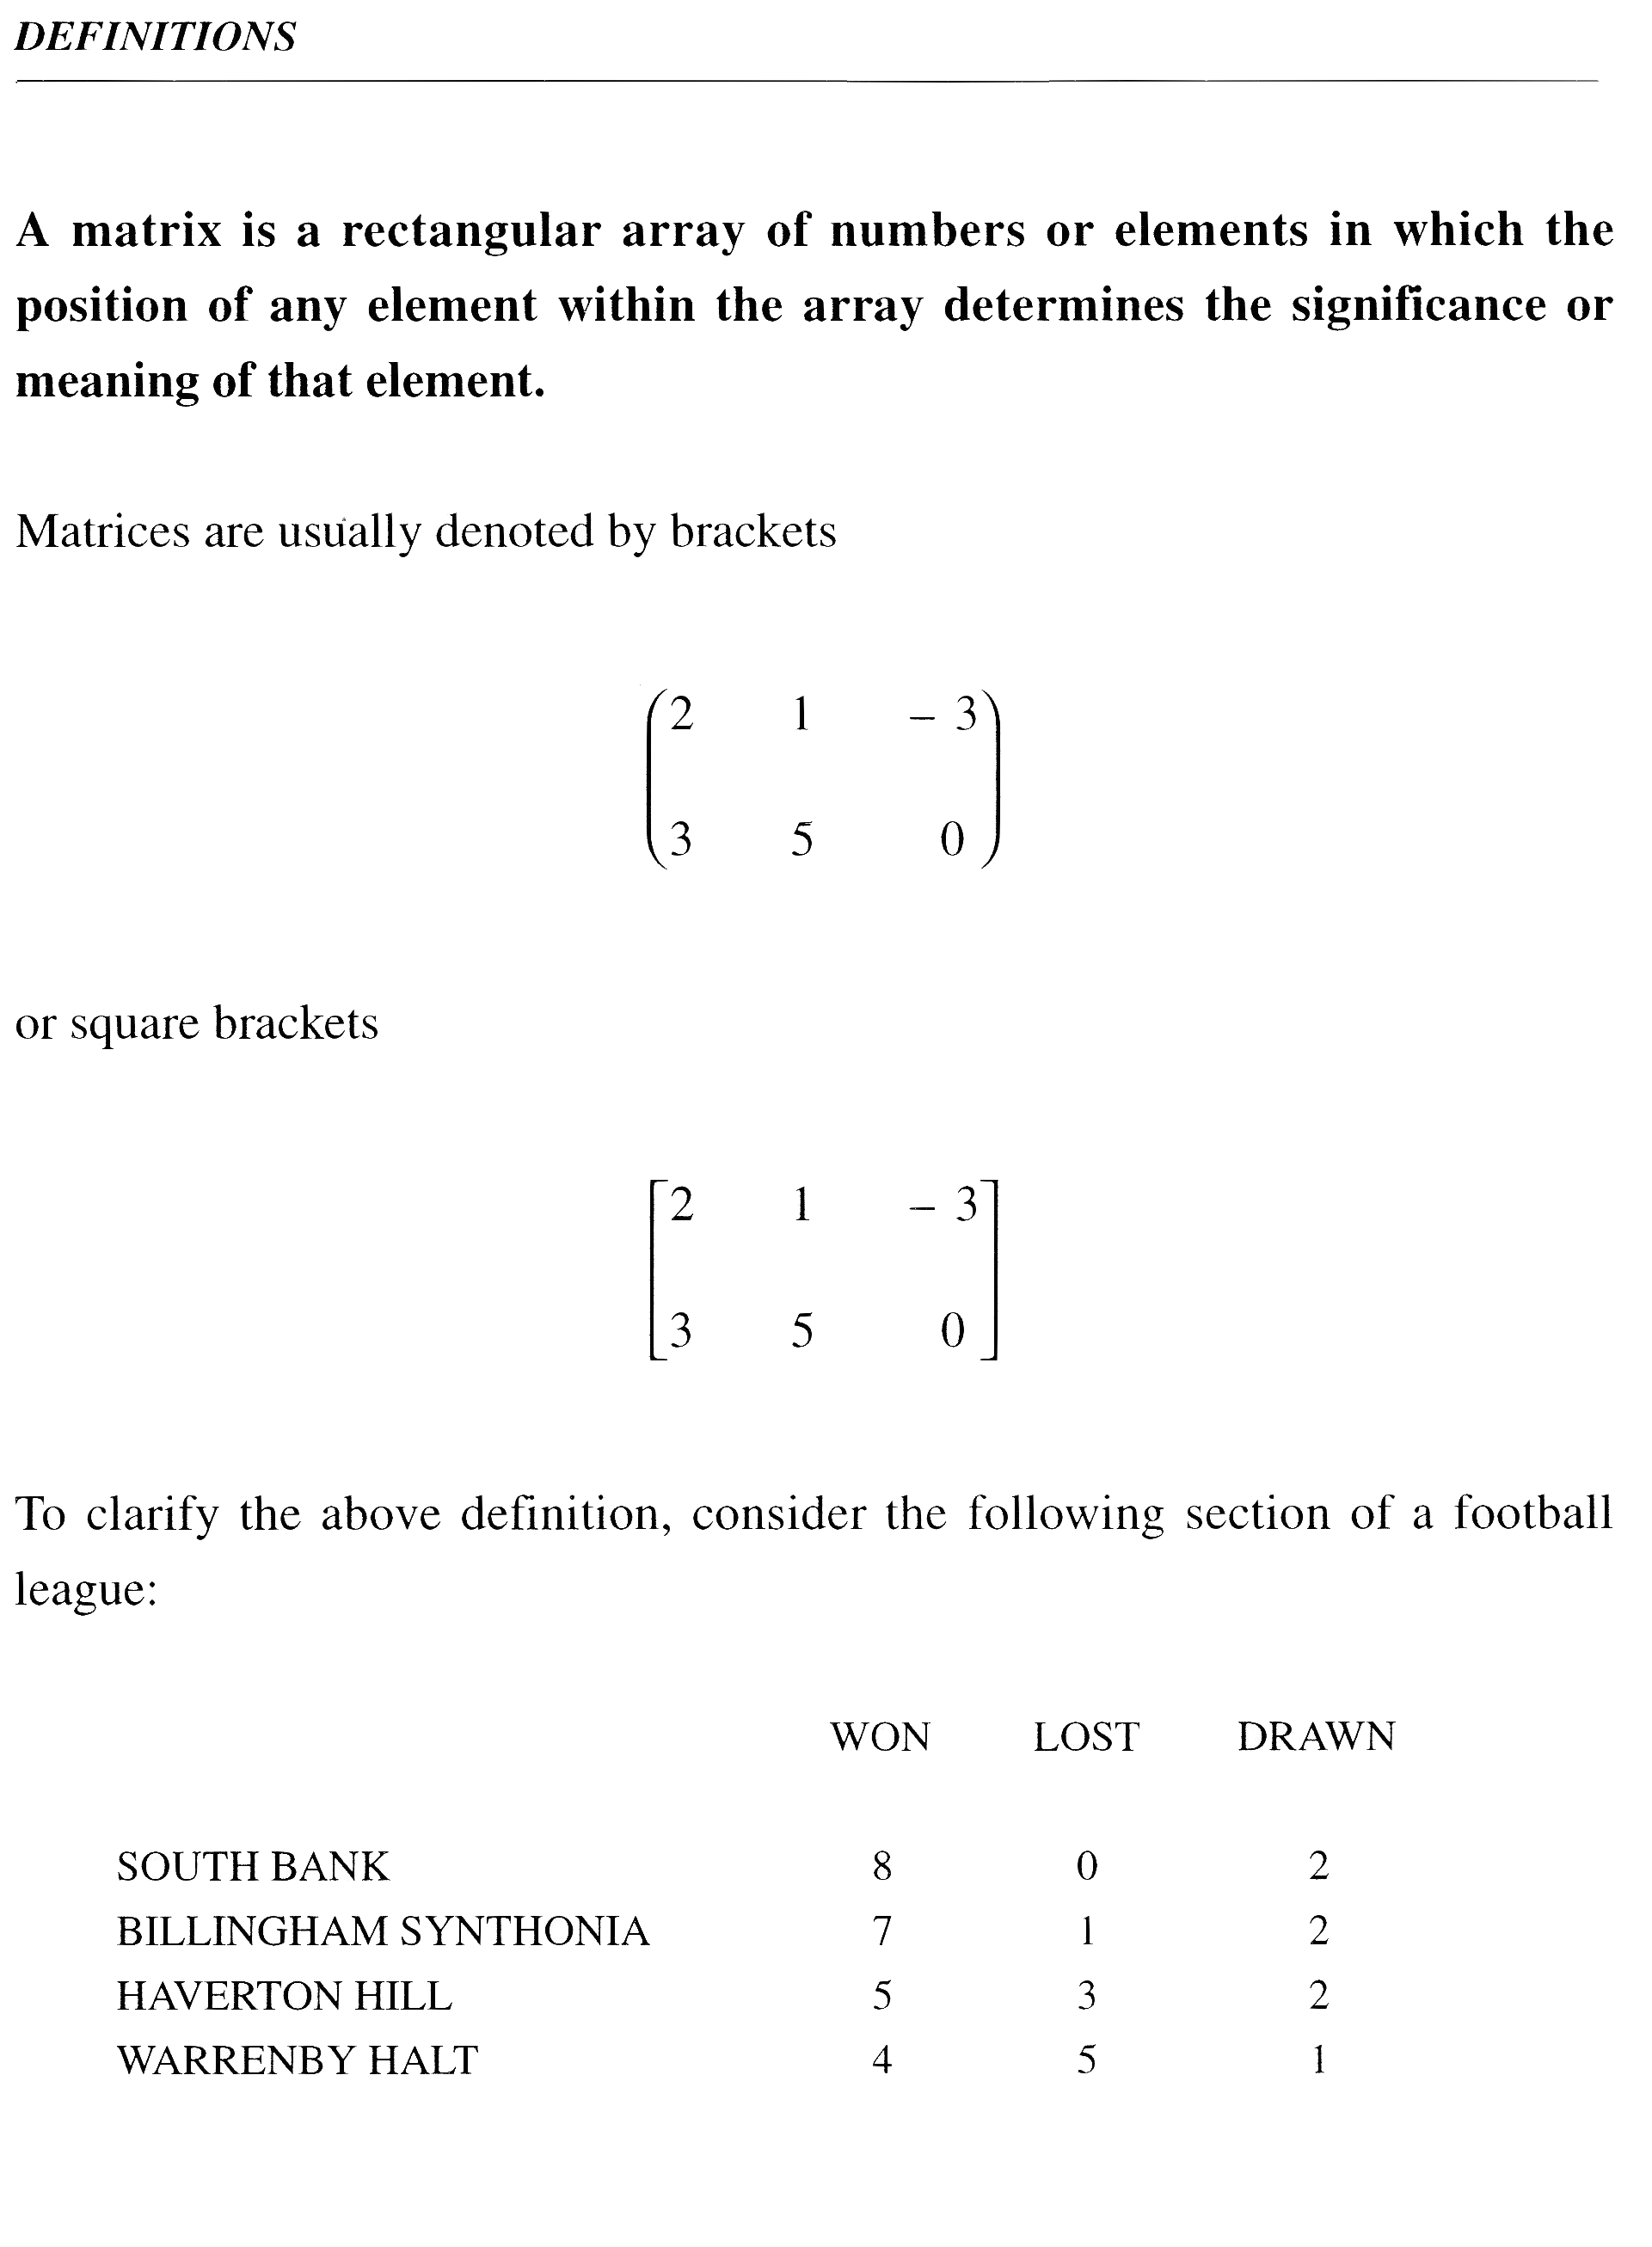 DEFINITIONS
A matrix is a rectangular array of numbers or elements in which the
position of any element within the array determines the significance or
meaning of that element.
Matrices are usually denoted by brackets
( 2 1 – 3 )
( 3 5 0 )
or square brackets
[ 2 1 – 3 ]
[ 3 5 0 ]
To clarify the above definition, consider the following section of a football
league:
WON LOST DRAWN
SOUTH BANK 8 0 2
BILLINGHAM SYNTHONIA 7 1 2
HAVERTON HILL 5 3 2
WARRENBY HALT 4 5 1